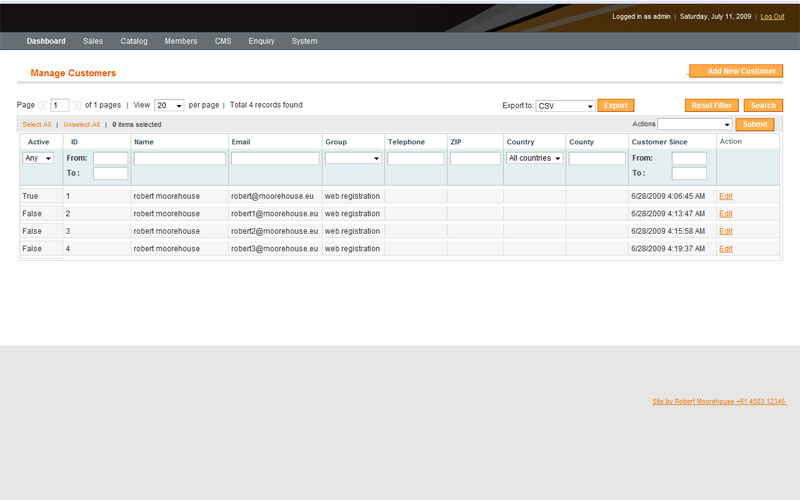 Logged in as admin | Saturday, July 11, 2009 | Log Out
Dashboard Sales Catalog Members CMS Enquiry System
Manage Customers
Add New Customer
Page 1 of 1 pages | View 20 per page | Total 4 records found Export to: CSV Export Reset Filter Search
Select All | Unselect All | 0 items selected Actions Submit
Active ID Name Email Group Telephone ZIP Country County Customer Since Action
Any From: All countries From:
To : To :
True 1 robert moorehouse robert@moorehouse.eu web registration 6/28/2009 4:06:45 AM Edit
False 2 robert moorehouse robert1@moorehouse.eu web registration 6/28/2009 4:13:47 AM Edit
False 3 robert moorehouse robert2@moorehouse.eu web registration 6/28/2009 4:15:58 AM Edit
False 4 robert moorehouse robert3@moorehouse.eu web registration 6/28/2009 4:19:37 AM Edit
Site by Robert Moorehouse +61 4583 12345.